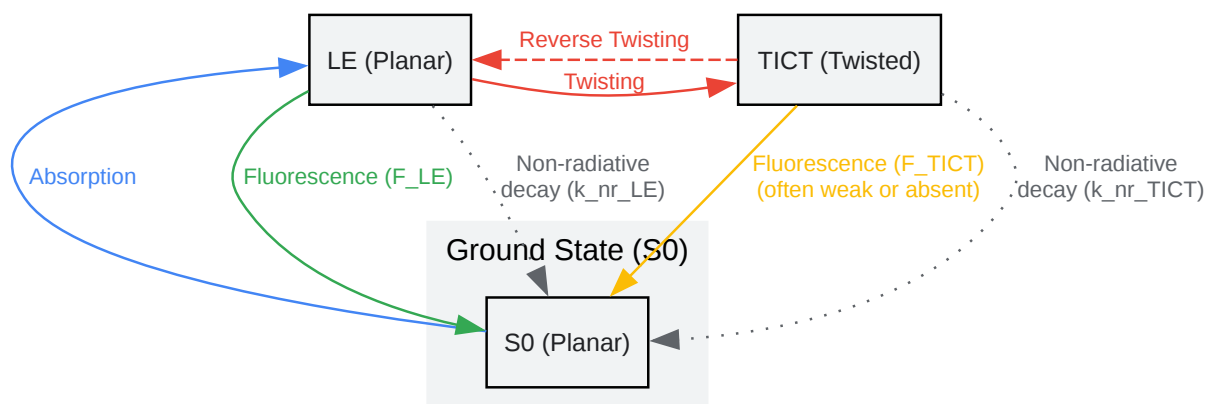 LE (Planar)
Reverse Twisting
Twisting
TICT (Twisted)
Absorption
Fluorescence (F_LE)
Non-radiative
decay (k_nr_LE)
Fluorescence (F_TICT)
(often weak or absent)
Non-radiative
decay (k_nr_TICT)
Ground State (S0)
S0 (Planar)